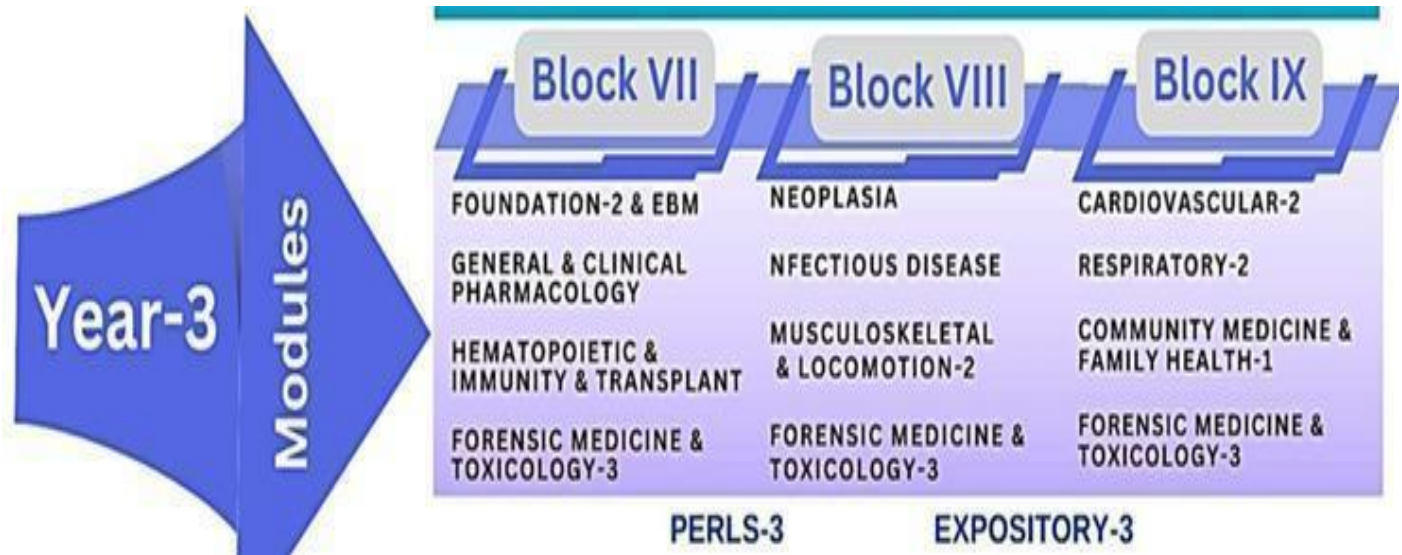 Year-3
Modules
Block VII
FOUNDATION-2 & EBM
GENERAL & CLINICAL
PHARMACOLOGY
HEMATOPOIETIC &
IMMUNITY & TRANSPLANT
FORENSIC MEDICINE &
TOXICOLOGY-3
Block VIII
NEOPLASIA
NFECTIOUS DISEASE
MUSCULOSKELETAL
& LOCOMOTION-2
FORENSIC MEDICINE &
TOXICOLOGY-3
Block IX
CARDIOVASCULAR-2
RESPIRATORY-2
COMMUNITY MEDICINE &
FAMILY HEALTH-1
FORENSIC MEDICINE &
TOXICOLOGY-3
PERLS-3
EXPOSITORY-3